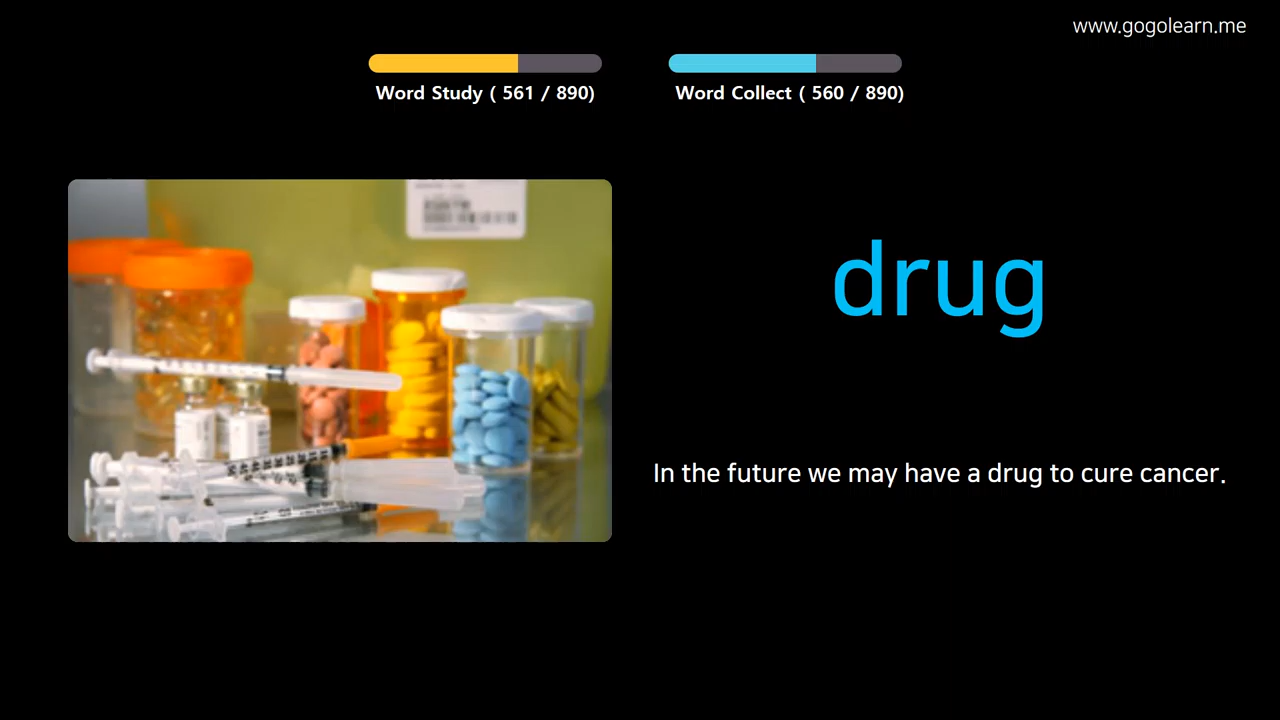 www.gogolearn.me
Word Study ( 561 / 890)
Word Collect ( 560 / 890)
drug
In the future we may have a drug to cure cancer.